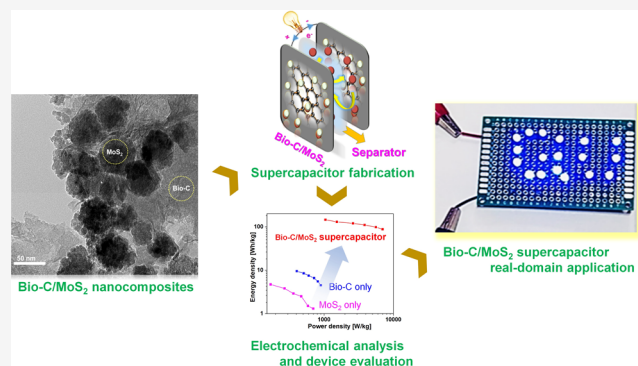 MoS₂
Bio-C
50 nm
Bio-C/MoS₂ nanocomposites
+
-
e⁻
Bio-C/MoS₂
Separator
Supercapacitor fabrication
Energy density [Wh/kg]
100
10
1
Bio-C/MoS₂ supercapacitor
Bio-C only
MoS₂ only
1000
10000
Power density [W/kg]
Electrochemical analysis
and device evaluation
Bio-C/MoS₂ supercapacitor
real-domain application